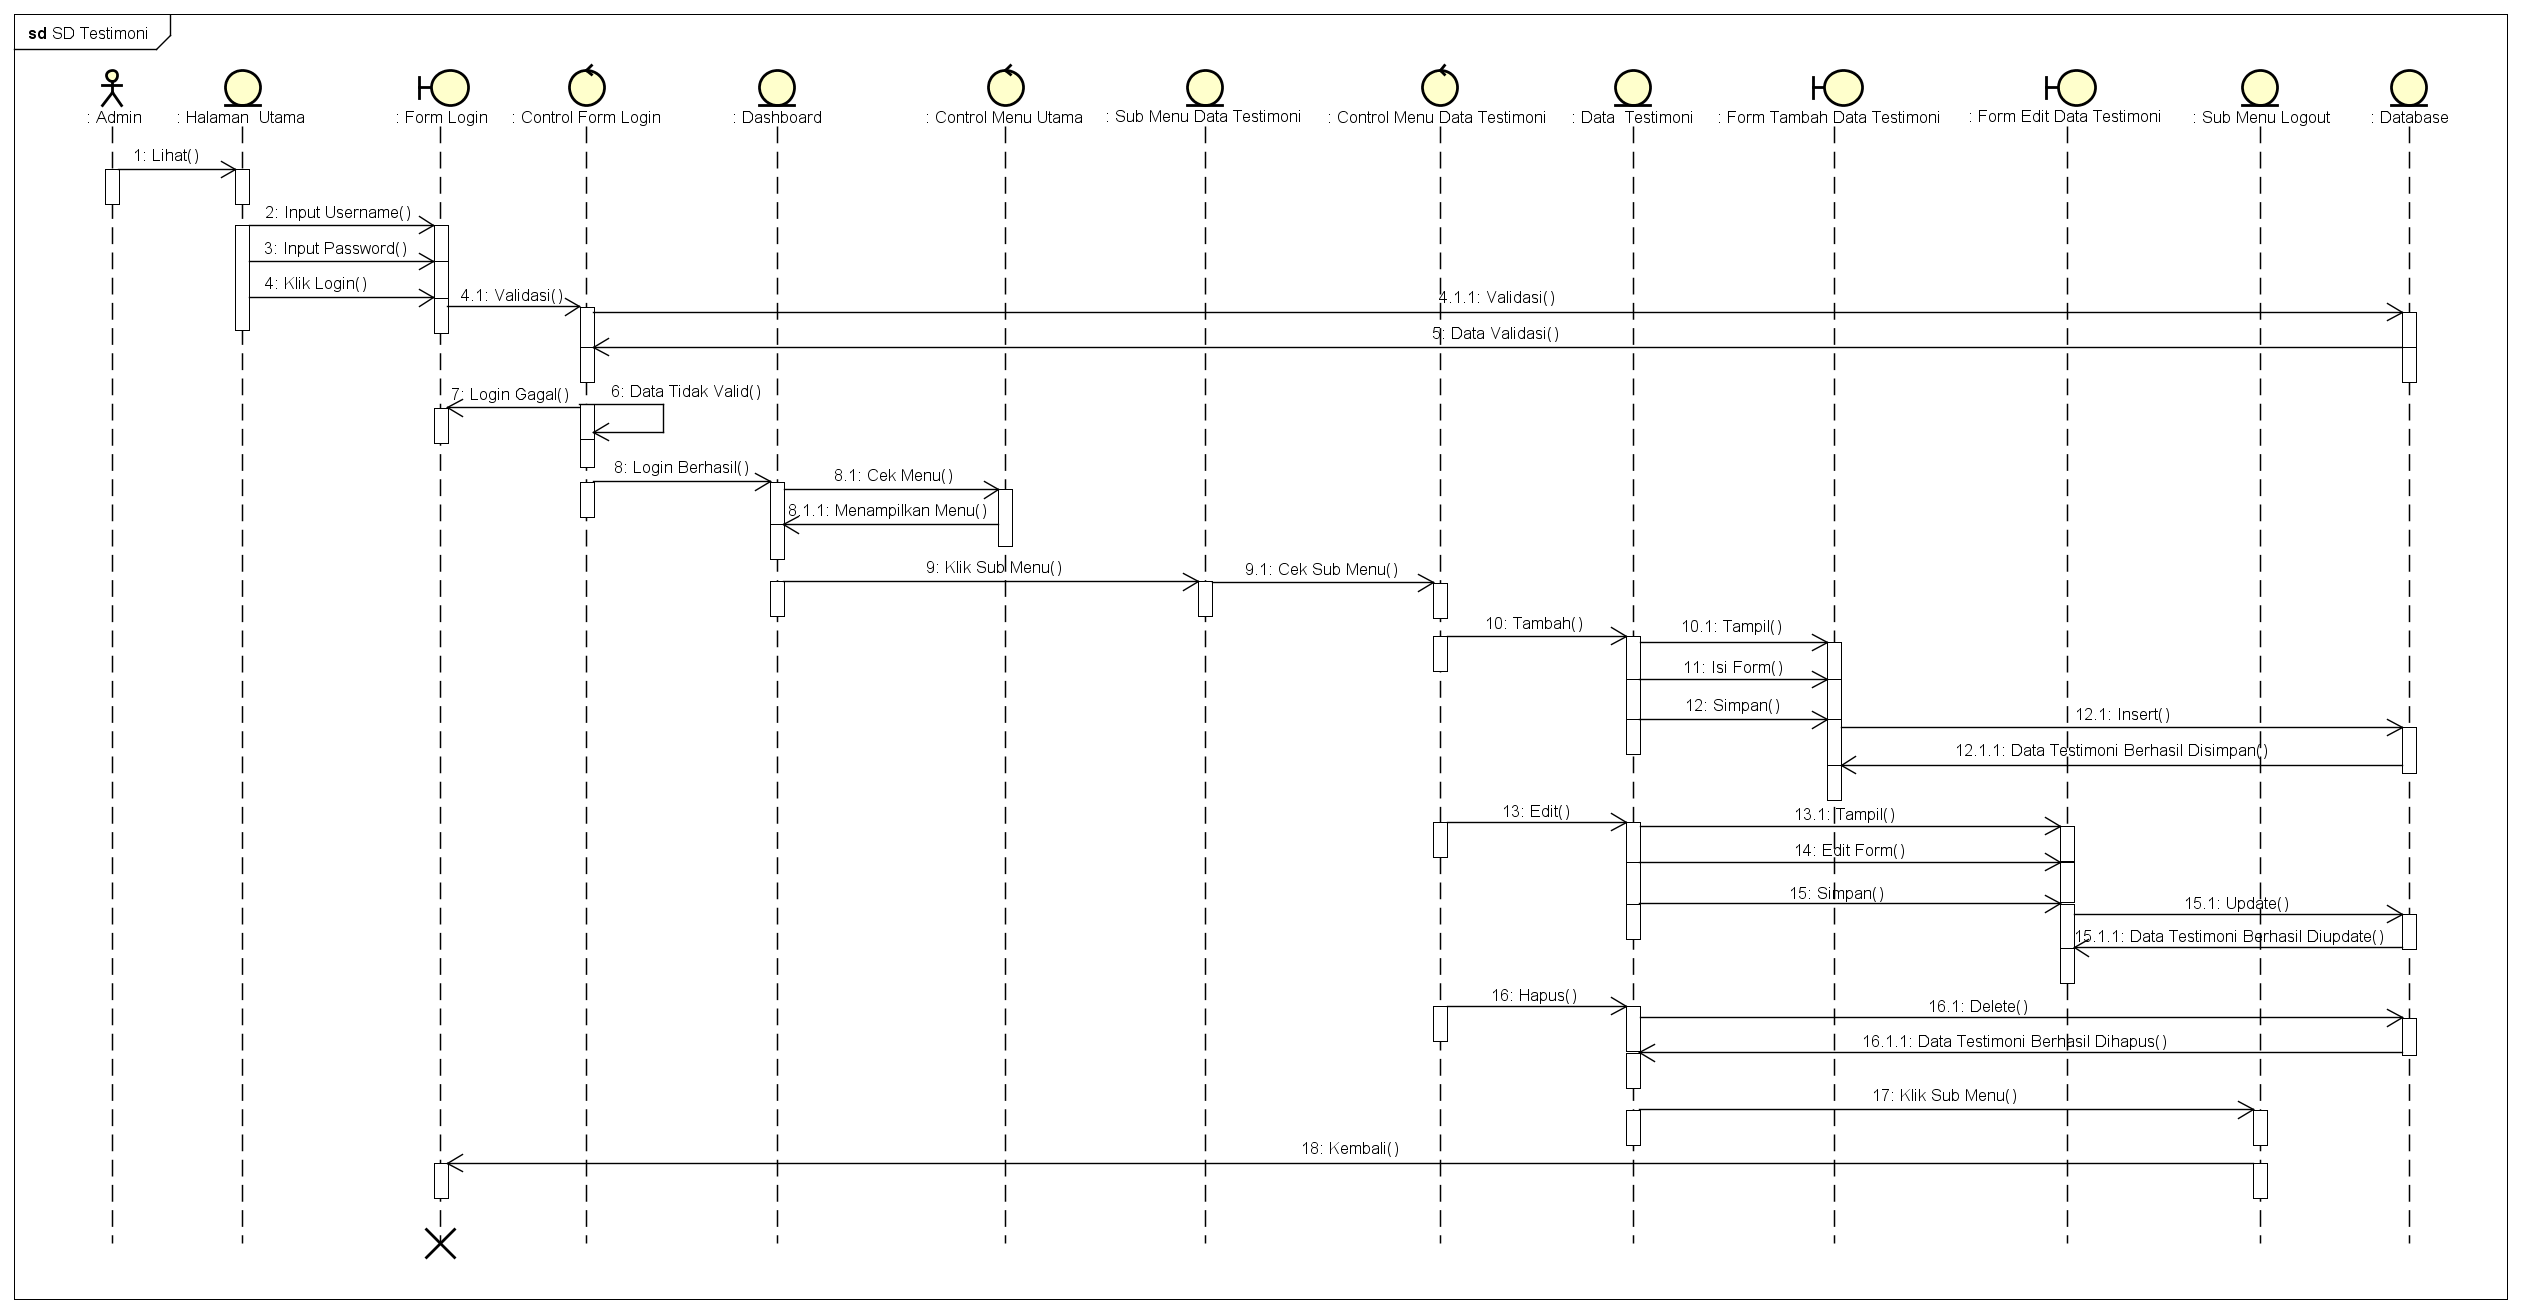 sd SD Testimoni
: Admin
: Halaman  Utama
: Form Login
: Control Form Login
: Dashboard
: Control Menu Utama
: Sub Menu Data Testimoni
: Control Menu Data Testimoni
: Data  Testimoni
: Form Tambah Data Testimoni
: Form Edit Data Testimoni
: Sub Menu Logout
: Database
1: Lihat()
2: Input Username()
3: Input Password()
4: Klik Login()
4.1: Validasi()
4.1.1: Validasi()
5: Data Validasi()
6: Data Tidak Valid()
7: Login Gagal()
8: Login Berhasil()
8.1: Cek Menu()
8.1.1: Menampilkan Menu()
9: Klik Sub Menu()
9.1: Cek Sub Menu()
10: Tambah()
10.1: Tampil()
11: Isi Form()
12: Simpan()
12.1: Insert()
12.1.1: Data Testimoni Berhasil Disimpan()
13: Edit()
13.1: Tampil()
14: Edit Form()
15: Simpan()
15.1: Update()
15.1.1: Data Testimoni Berhasil Diupdate()
16: Hapus()
16.1: Delete()
16.1.1: Data Testimoni Berhasil Dihapus()
17: Klik Sub Menu()
18: Kembali()